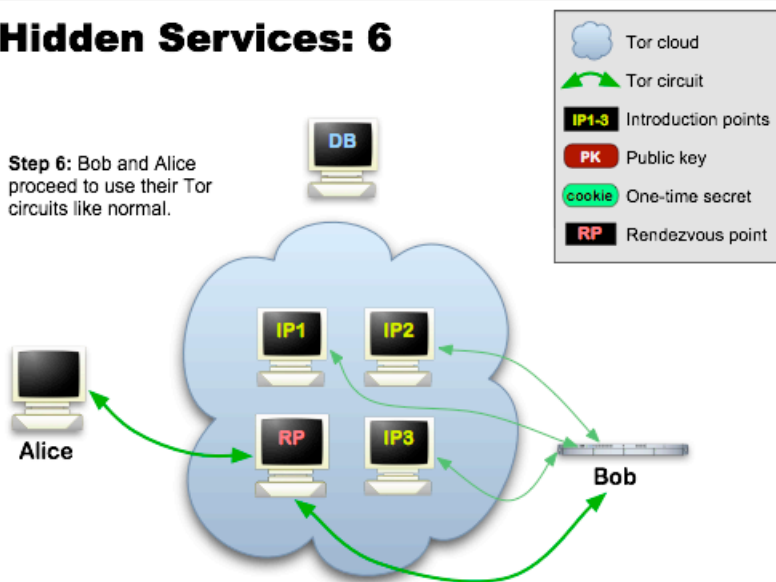 Hidden Services: 6
Step 6: Bob and Alice
proceed to use their Tor
circuits like normal.
DB
Tor cloud
Tor circuit
IP1-3 Introduction points
PK Public key
cookie One-time secret
RP Rendezvous point
IP1
IP2
RP
IP3
Alice
Bob